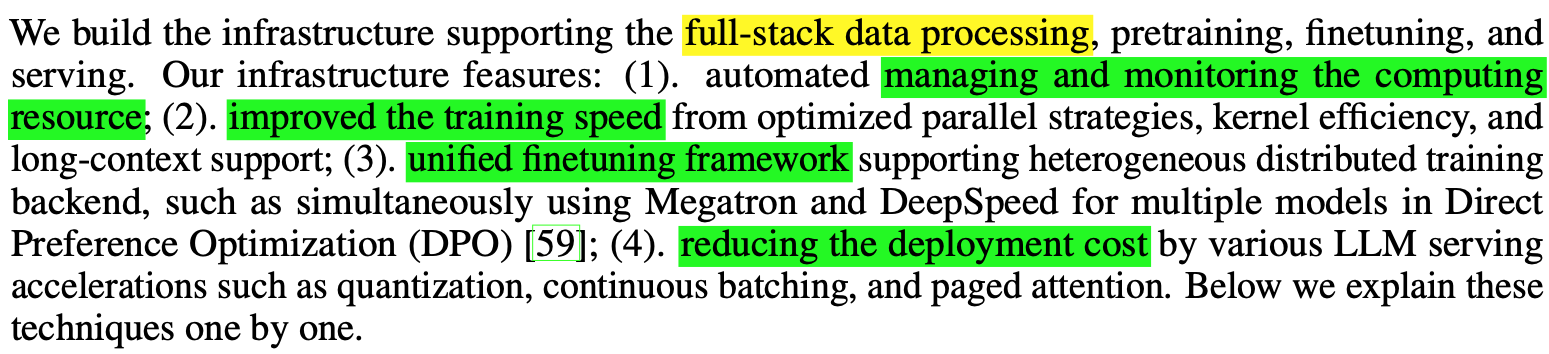 We build the infrastructure supporting the full-stack data processing, pretraining, finetuning, and
serving. Our infrastructure feasures: (1). automated managing and monitoring the computing
resource; (2). improved the training speed from optimized parallel strategies, kernel efficiency, and
long-context support; (3). unified finetuning framework supporting heterogeneous distributed training
backend, such as simultaneously using Megatron and DeepSpeed for multiple models in Direct
Preference Optimization (DPO) [59]; (4). reducing the deployment cost by various LLM serving
accelerations such as quantization, continuous batching, and paged attention. Below we explain these
techniques one by one.